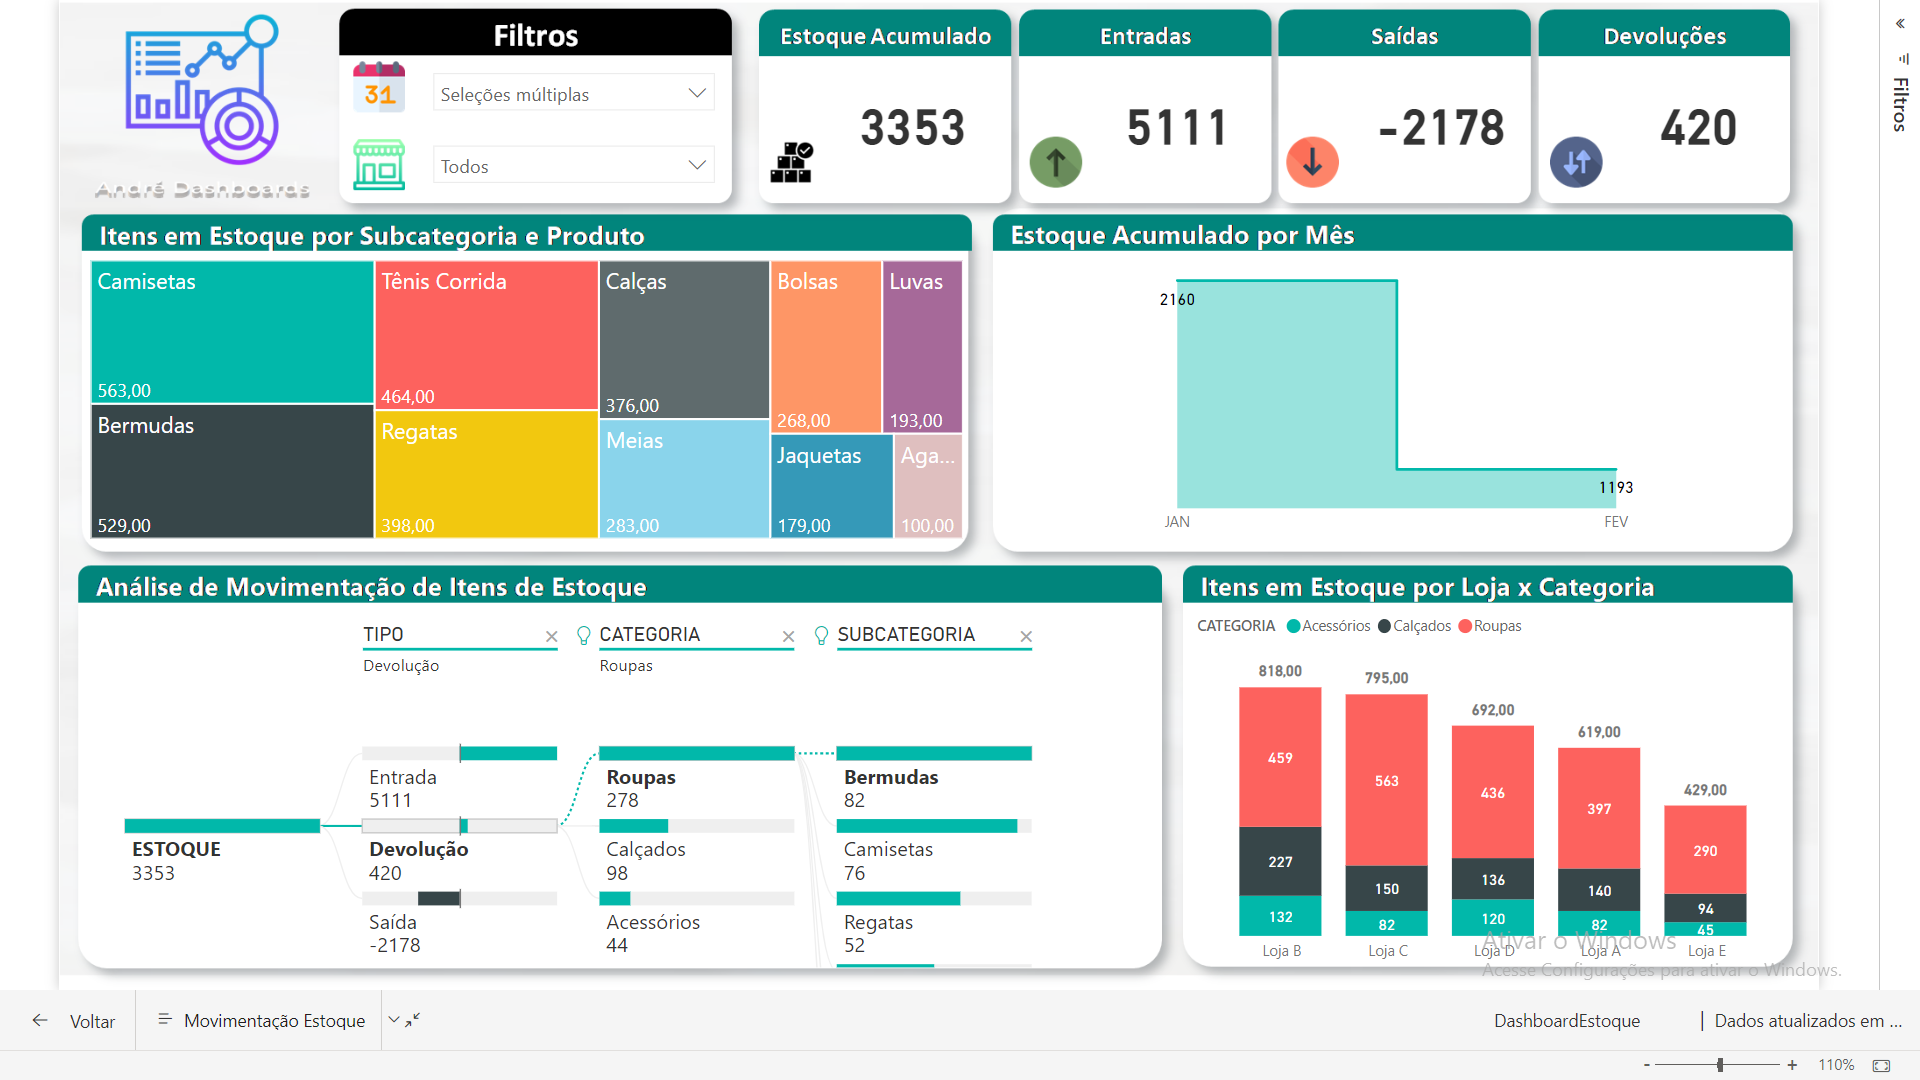 André Dashboards
Filtros
31
Seleções múltiplas
Todos
Estoque Acumulado
3353
Entradas
5111
Saídas
-2178
Devoluções
420
Filtros
Itens em Estoque por Subcategoria e Produto
Camisetas
563,00
Bermudas
529,00
Tênis Corrida
464,00
Regatas
398,00
Calças
376,00
Meias
283,00
Bolsas
268,00
Luvas
193,00
Jaquetas
179,00
Aga...
100,00
Estoque Acumulado por Mês
2160
1193
JAN
FEV
Análise de Movimentação de Itens de Estoque
TIPO
Devolução
CATEGORIA
Roupas
SUBCATEGORIA
ESTOQUE
3353
Entrada
5111
Devolução
420
Saída
-2178
Roupas
278
Calçados
98
Acessórios
44
Bermudas
82
Camisetas
76
Regatas
52
Itens em Estoque por Loja x Categoria
CATEGORIA Acessórios Calçados Roupas
818,00
459
227
132
Loja B
795,00
563
150
82
Loja C
692,00
436
136
120
Loja D
619,00
397
140
82
Loja A
429,00
290
94
45
Loja E
Ativar o Windows
Acesse Configurações para ativar o Windows.
Voltar
Movimentação Estoque
DashboardEstoque
Dados atualizados em ...
- + 110%